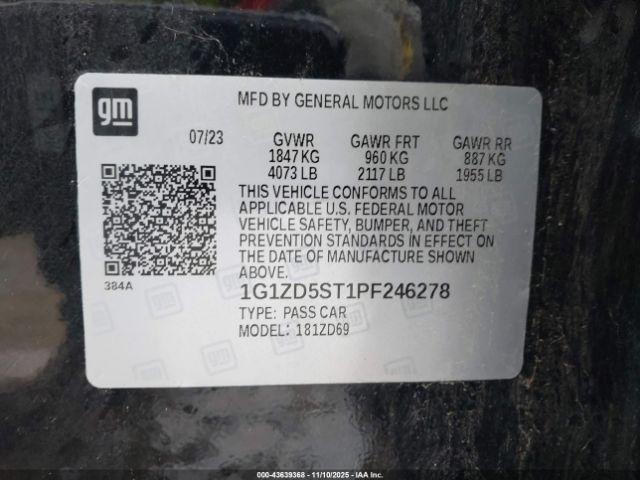 gm
MFD BY GENERAL MOTORS LLC
07/23 GVWR GAWR FRT GAWR RR
1847 KG 960 KG 887 KG
4073 LB 2117 LB 1955 LB
THIS VEHICLE CONFORMS TO ALL
APPLICABLE U.S. FEDERAL MOTOR
VEHICLE SAFETY, BUMPER, AND THEFT
PREVENTION STANDARDS IN EFFECT ON
THE DATE OF MANUFACTURE SHOWN
ABOVE.
384A
1G1ZD5ST1PF246278
TYPE: PASS CAR
MODEL: 181ZD69
000-43639368 - 11/10/2025 - IAAI.COM